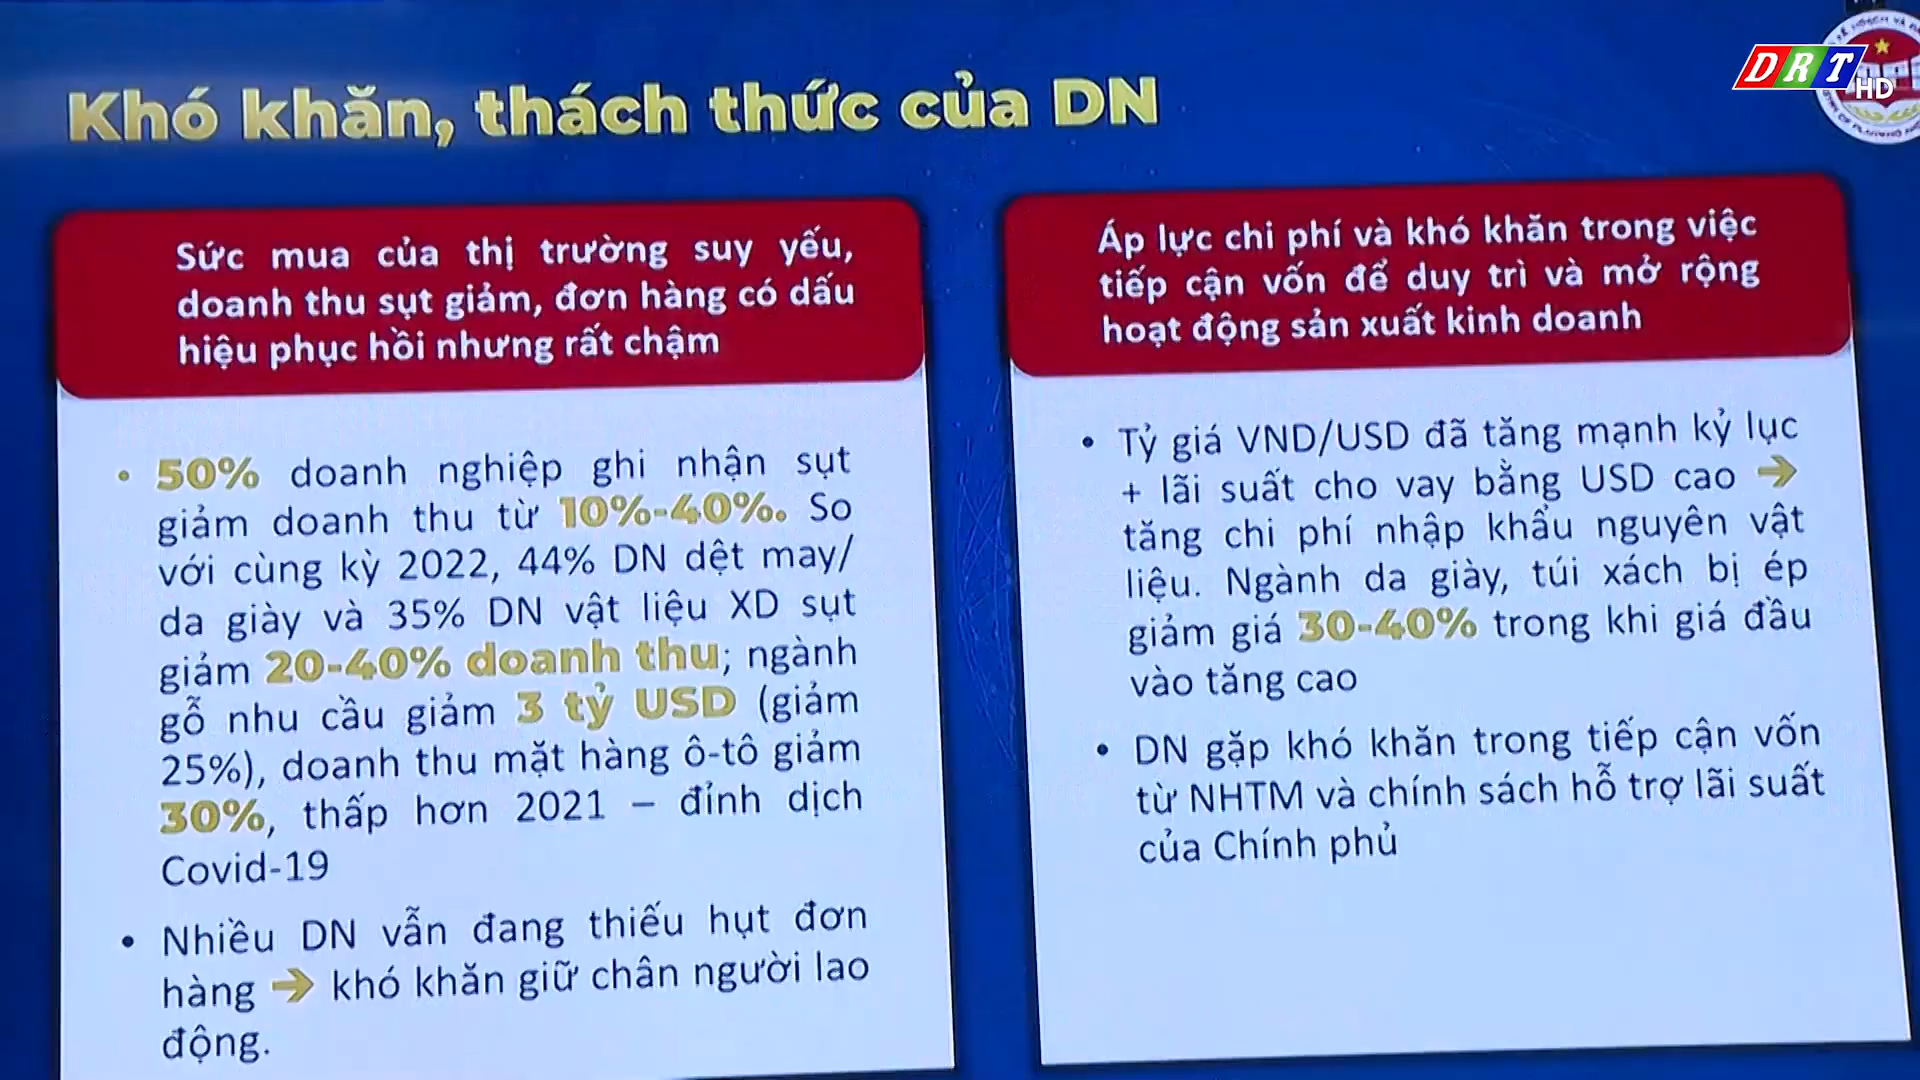 DRT
HD
Khó khăn, thách thức của DN
Sức mua của thị trường suy yếu,
doanh thu sụt giảm, đơn hàng có dấu
hiệu phục hồi nhưng rất chậm
• 50% doanh nghiệp ghi nhận sụt
giảm doanh thu từ 10%-40%. So
với cùng kỳ 2022, 44% DN dệt may/
da giày và 35% DN vật liệu XD sụt
giảm 20-40% doanh thu; ngành
gỗ nhu cầu giảm 3 tỷ USD (giảm
25%), doanh thu mặt hàng ô-tô giảm
30%, thấp hơn 2021 – đỉnh dịch
Covid-19
• Nhiều DN vẫn đang thiếu hụt đơn
hàng ➔ khó khăn giữ chân người lao
động.
Áp lực chi phí và khó khăn trong việc
tiếp cận vốn để duy trì và mở rộng
hoạt động sản xuất kinh doanh
• Tỷ giá VND/USD đã tăng mạnh kỷ lục
+ lãi suất cho vay bằng USD cao ➔
tăng chi phí nhập khẩu nguyên vật
liệu. Ngành da giày, túi xách bị ép
giảm giá 30-40% trong khi giá đầu
vào tăng cao
• DN gặp khó khăn trong tiếp cận vốn
từ NHTM và chính sách hỗ trợ lãi suất
của Chính phủ